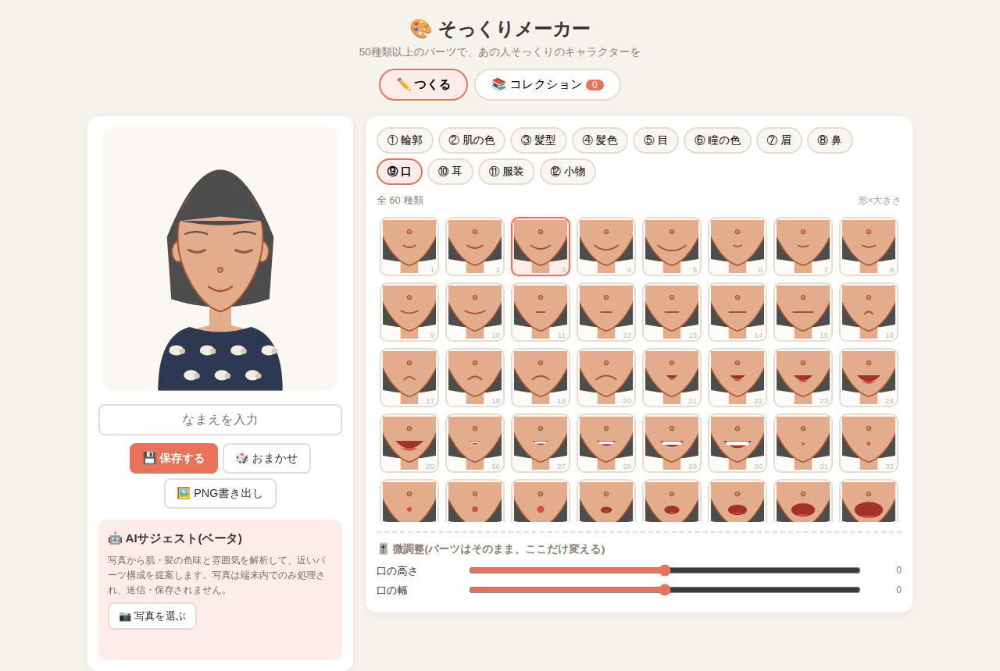 🎨 そっくりメーカー
50種類以上のパーツで、あの人そっくりのキャラクターを
✏️ つくる
📚 コレクション 0
なまえを入力
💾 保存する
🎲 おまかせ
🖼️ PNG書き出し
🤖 AIサジェスト(ベータ)
写真から肌・髪の色味と雰囲気を解析して、近いパ
ーツ構成を提案します。写真は端末内でのみ処理さ
れ、送信・保存されません。
📷 写真を選ぶ
① 輪郭 ② 肌の色 ③ 髪型 ④ 髪色 ⑤ 目 ⑥ 瞳の色 ⑦ 眉 ⑧ 鼻
⑨ 口 ⑩ 耳 ⑪ 服装 ⑫ 小物
全 60 種類 形×大きさ
1 2 3 4 5 6 7 8
9 10 11 12 13 14 15 16
17 18 19 20 21 22 23 24
25 26 27 28 29 30 31 32
🎚️ 微調整(パーツはそのまま、ここだけ変える)
口の高さ 0
口の幅 0